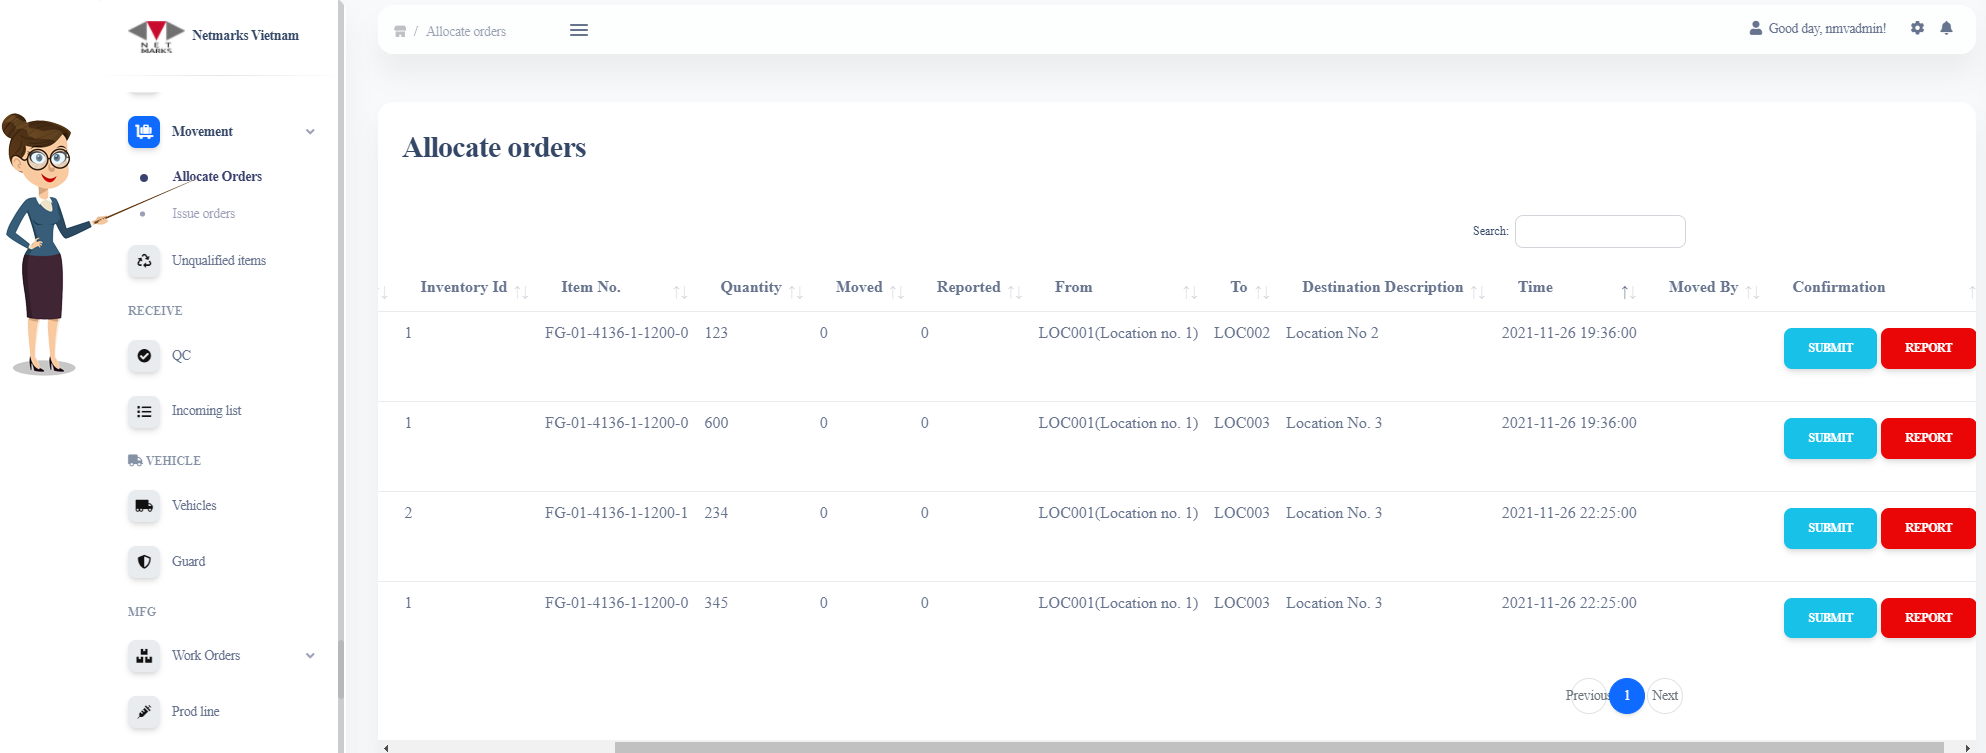 NET
MARKS
Netmarks Vietnam
/ Allocate orders
Good day, nmvadmin!
Movement
Allocate Orders
Issue orders
Unqualified items
RECEIVE
QC
Incoming list
VEHICLE
Vehicles
Guard
MFG
Work Orders
Prod line
Allocate orders
Search:
Inventory Id Item No. Quantity Moved Reported From To Destination Description Time Moved By Confirmation
1 FG-01-4136-1-1200-0 123 0 0 LOC001(Location no. 1) LOC002 Location No 2 2021-11-26 19:36:00 SUBMIT REPORT
1 FG-01-4136-1-1200-0 600 0 0 LOC001(Location no. 1) LOC003 Location No. 3 2021-11-26 19:36:00 SUBMIT REPORT
2 FG-01-4136-1-1200-1 234 0 0 LOC001(Location no. 1) LOC003 Location No. 3 2021-11-26 22:25:00 SUBMIT REPORT
1 FG-01-4136-1-1200-0 345 0 0 LOC001(Location no. 1) LOC003 Location No. 3 2021-11-26 22:25:00 SUBMIT REPORT
Previous 1 Next